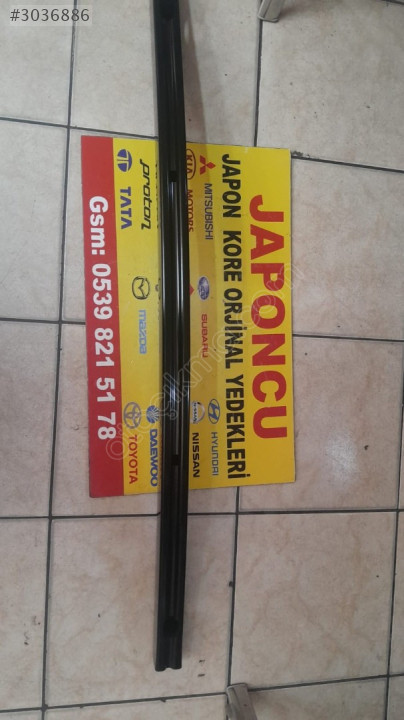 #3036886
JAPONCU
JAPON KORE ORJİNAL YEDEKLERİ
MITSUBISHI
SUBARU
HYUNDAI
KIA MOTORS
NISSAN
proton
mazda
DAEWOO
TATA
TOYOTA
Gsm: 0539 821 51 78